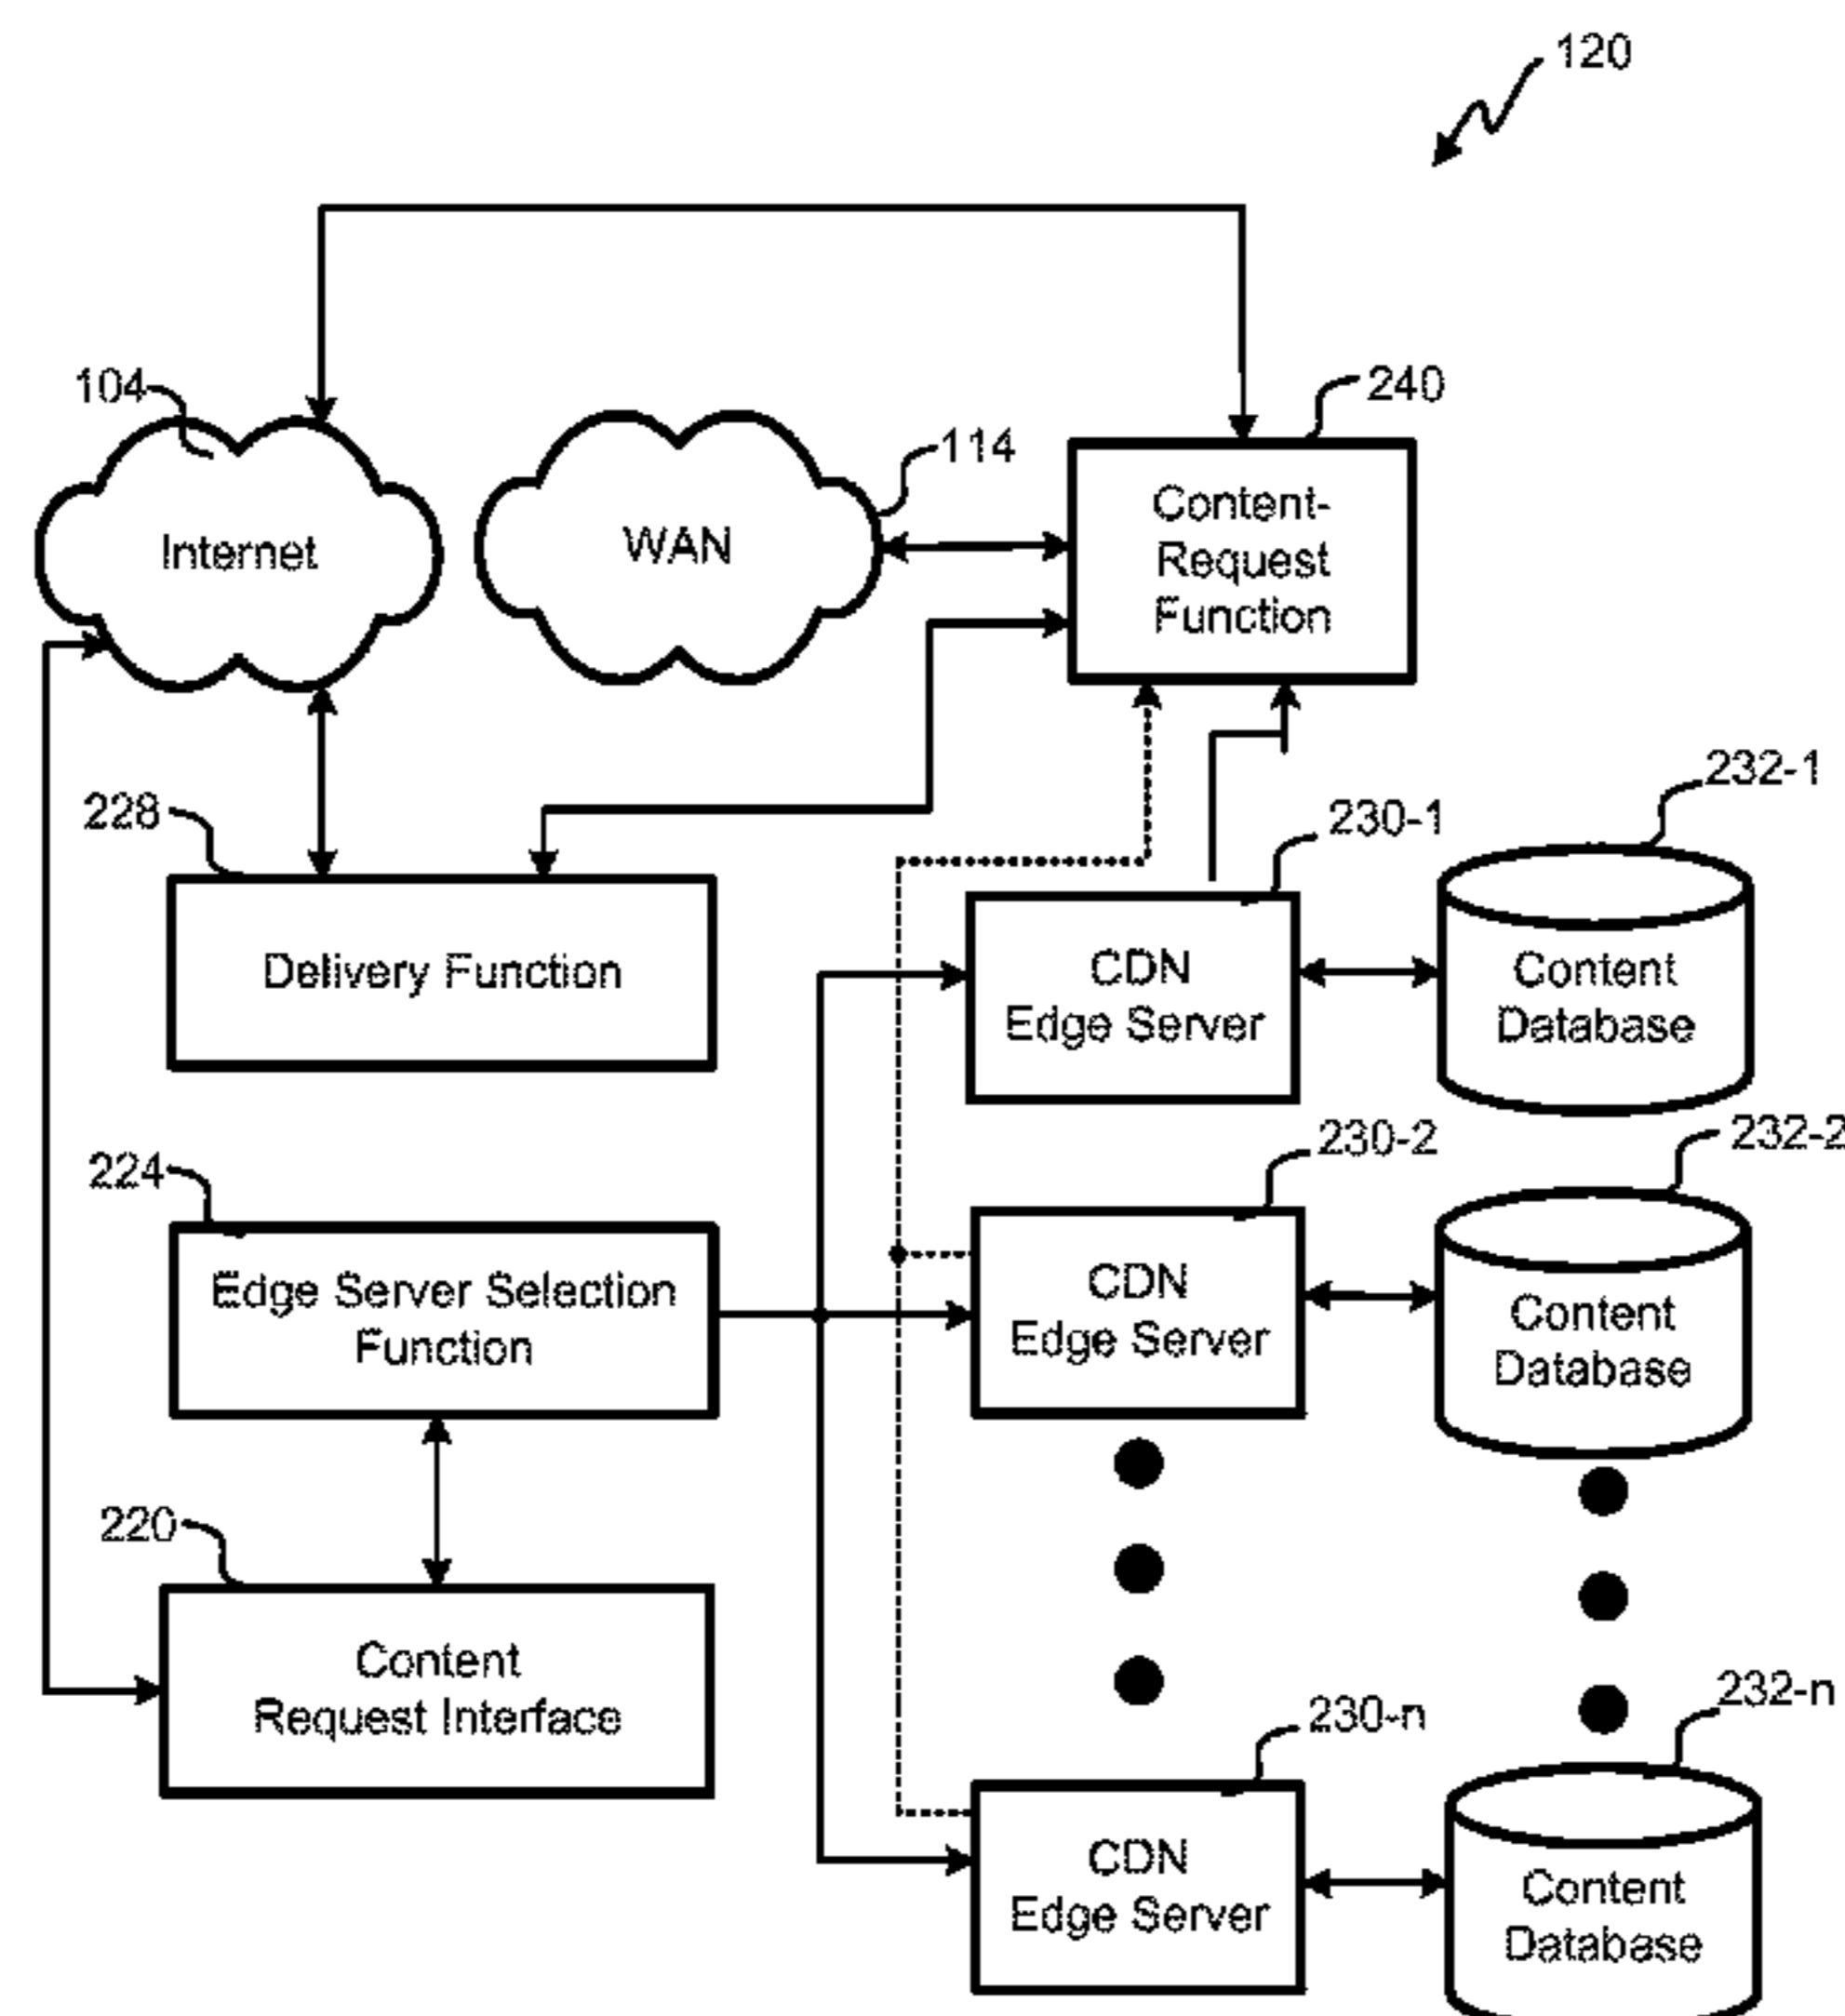 120
104
240
114
Internet
WAN
Content-
Request
Function
232-1
228
230-1
Delivery Function
CDN
Edge Server
Content
Database
230-2
232-2
224
Edge Server Selection
Function
CDN
Edge Server
Content
Database
220
Content
Request Interface
232-n
230-n
CDN
Edge Server
Content
Database